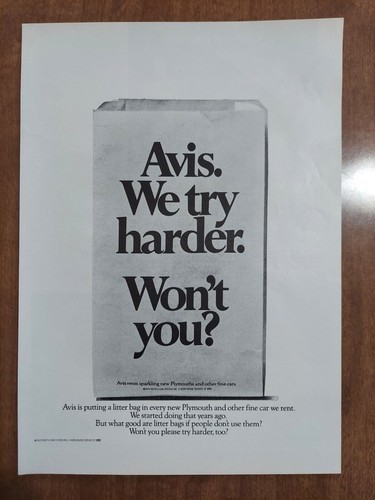 Avis.
We try
harder.
Won't
you?
Avis rents sparkling new Plymouths and other fine cars.
Avis is putting a litter bag in every new Plymouth and other fine car we rent.
We started doing that years ago.
But what good are litter bags if people don't use them?
Won't you please try harder, too?